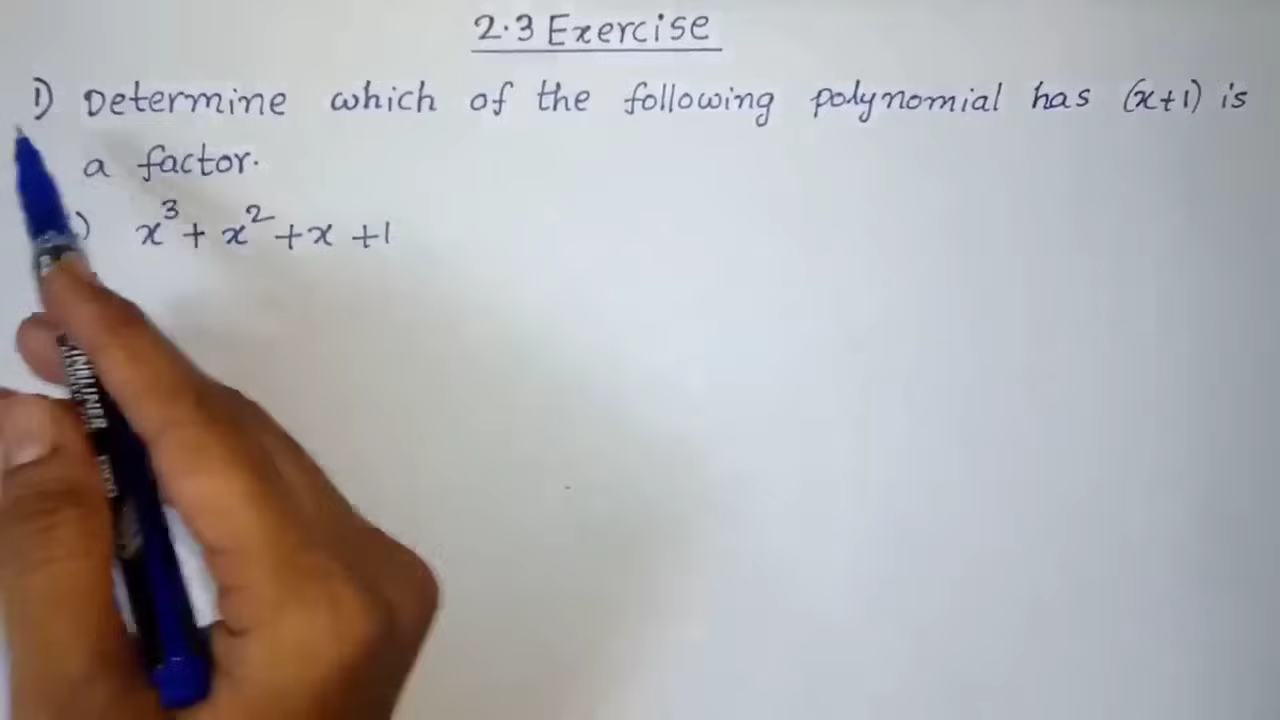 2.3 Exercise
1) Determine which of the following polynomial has (x+1) is
a factor.
) x³ + x² + x + 1